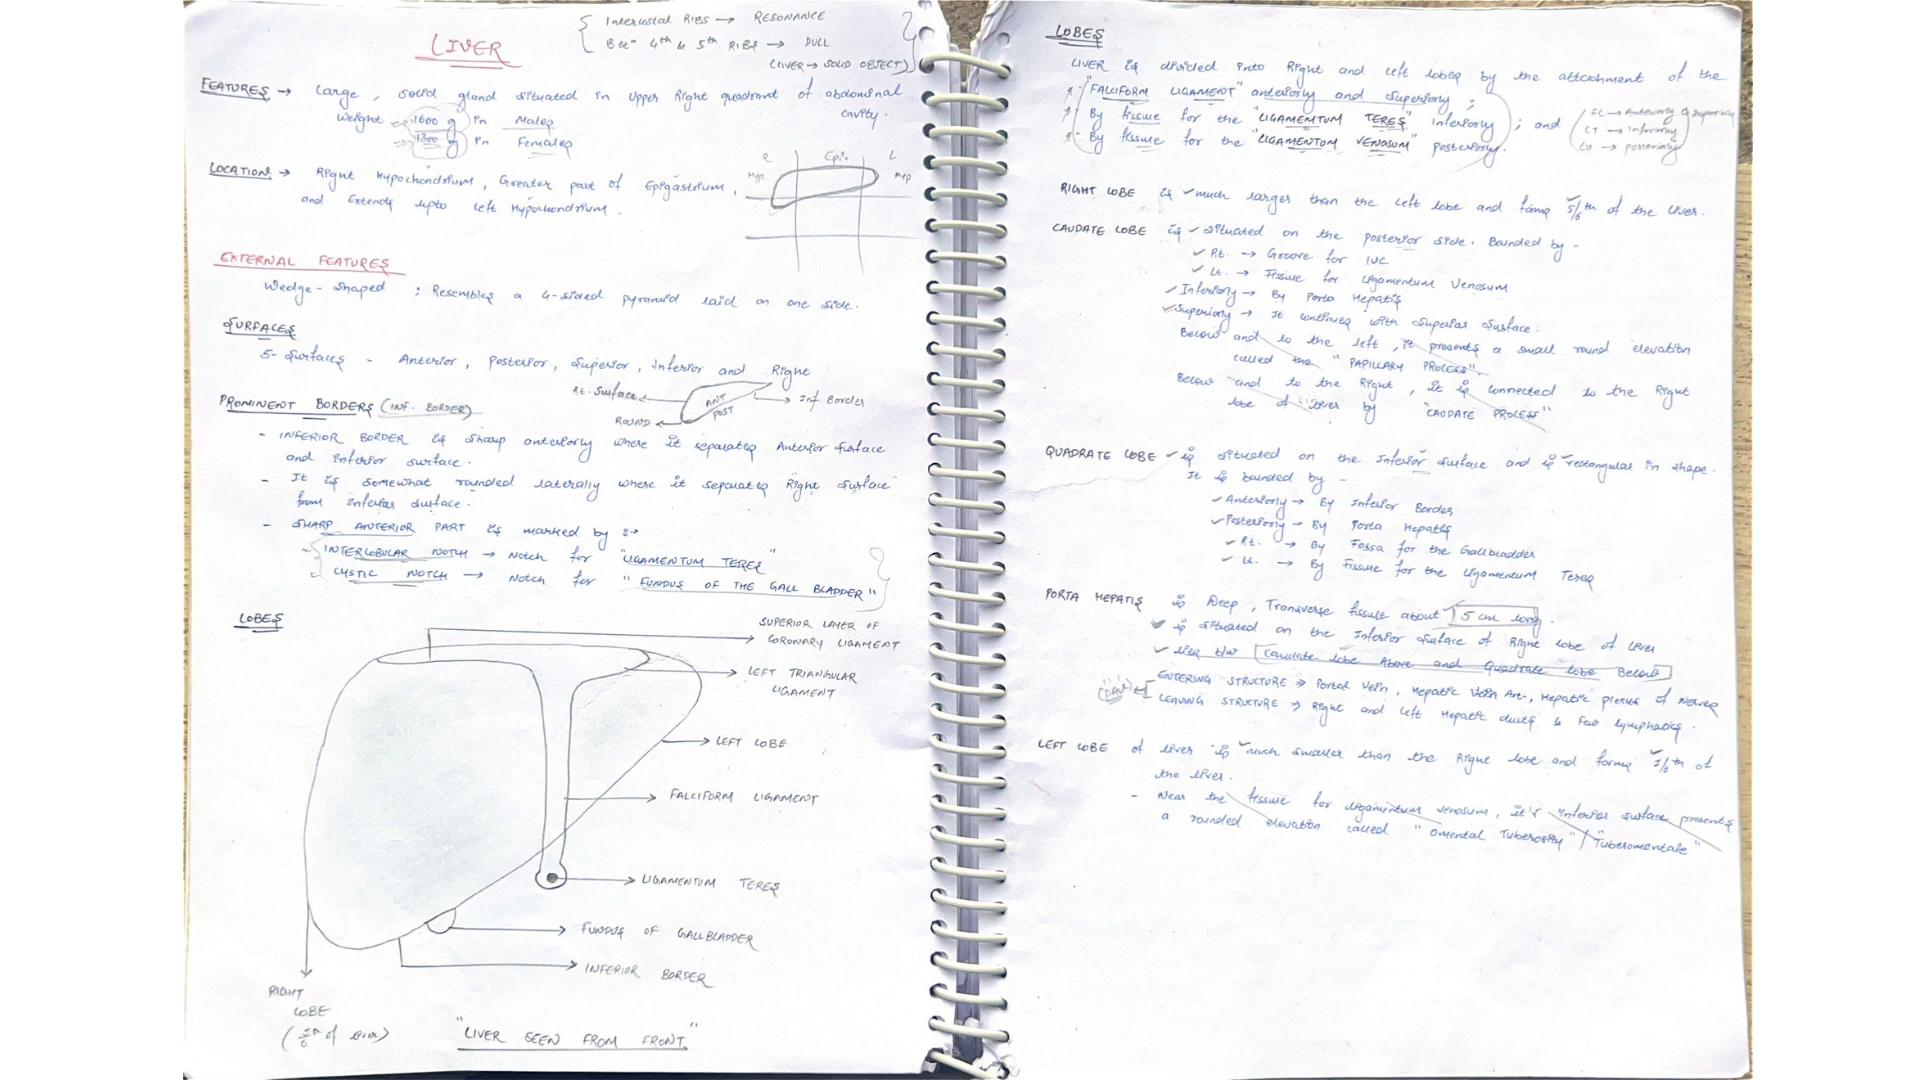 LIVER
{ Intercostal RIBS → RESONANCE
Betn 4th & 5th RIBS → DULL
(LIVER → SOLID OBJECT) }
FEATURES → Large, solid gland situated in Upper Right quadrant of abdominal cavity.
Weight → 1600 g in Males
→ 1300 g in Females
LOCATION → Right Hypochondrium, Greater part of Epigastrium,
and Extends upto left Hypochondrium.
R Epi. L
Hyp. Hyp
EXTERNAL FEATURES
Wedge-shaped ; Resembles a 4-sided pyramid laid on one side.
SURFACES
5-Surfaces - Anterior, Posterior, Superior, Inferior and Right
PROMINENT BORDERS (INF. BORDER)
Rt. Surface
ANT
POST
Inf Border
ROUND
- INFERIOR BORDER is sharp anteriorly where it separates Anterior surface
and inferior surface.
- It is somewhat rounded laterally where it separates Right surface
from inferior surface.
- SHARP ANTERIOR PART is marked by :→
INTERLOBULAR NOTCH → Notch for "LIGAMENTUM TERES"
CYSTIC NOTCH → Notch for "FUNDUS OF THE GALL BLADDER"
LOBES
SUPERIOR LAYER OF
CORONARY LIGAMENT
LEFT TRIANGULAR
LIGAMENT
LEFT LOBE
FALCIFORM LIGAMENT
LIGAMENTUM TERES
FUNDUS OF GALLBLADDER
INFERIOR BORDER
RIGHT
LOBE
(5/6th of liver)
"LIVER SEEN FROM FRONT"
LOBES
LIVER is divided into Right and left lobes by the attachment of the
"FALCIFORM LIGAMENT" anteriorly and superiorly ;
By fissue for the "LIGAMEMTUM TERES" inferiorly ; and
By fissue for the "LIGAMENTUM VENOSUM" posteriorly.
(FL → Anteriorly & superiorly
LT → inferiorly
LV → posteriorly)
RIGHT LOBE is much larger than the left lobe and forms 5/6th of the liver.
CAUDATE LOBE is situated on the posterior side. Bounded by -
Rt. → Groove for IVC
Lt. → Fissue for ligamentum Venosum
Inferiorly → By Porta Hepatis
Superiorly → It continues with superior surface.
Below and to the left, it presents a small round elevation
called the "PAPILLARY PROCESS".
Below and to the Right, it is connected to the Right
lobe of liver by "CAUDATE PROCESS"
QUADRATE LOBE is situated on the Inferior surface and is rectangular in shape.
It is bounded by -
Anteriorly → By Inferior Border
Posteriorly → By Porta Hepatis
Rt. → By Fossa for the Gallbladder
Lt. → By Fissure for the ligamentum Teres
PORTA HEPATIS is Deep, Transverse fissure about 5 cm long.
is situated on the Inferior surface of Right lobe of liver.
lies b/w Caudate lobe Above and Quadrate lobe Below
ENTERING STRUCTURE → Portal Vein, Hepatic Art., Hepatic plexus of Nerves
LEAVING STRUCTURE → Right and left Hepatic ducts & few lymphatics.
LEFT LOBE of liver is much smaller than the Right lobe and forms 1/6th of
the liver.
- Near the fissue for ligamentum venosum, it's inferior surface presents
a rounded elevation called "omental Tuberosity" / "Tuberomentale"